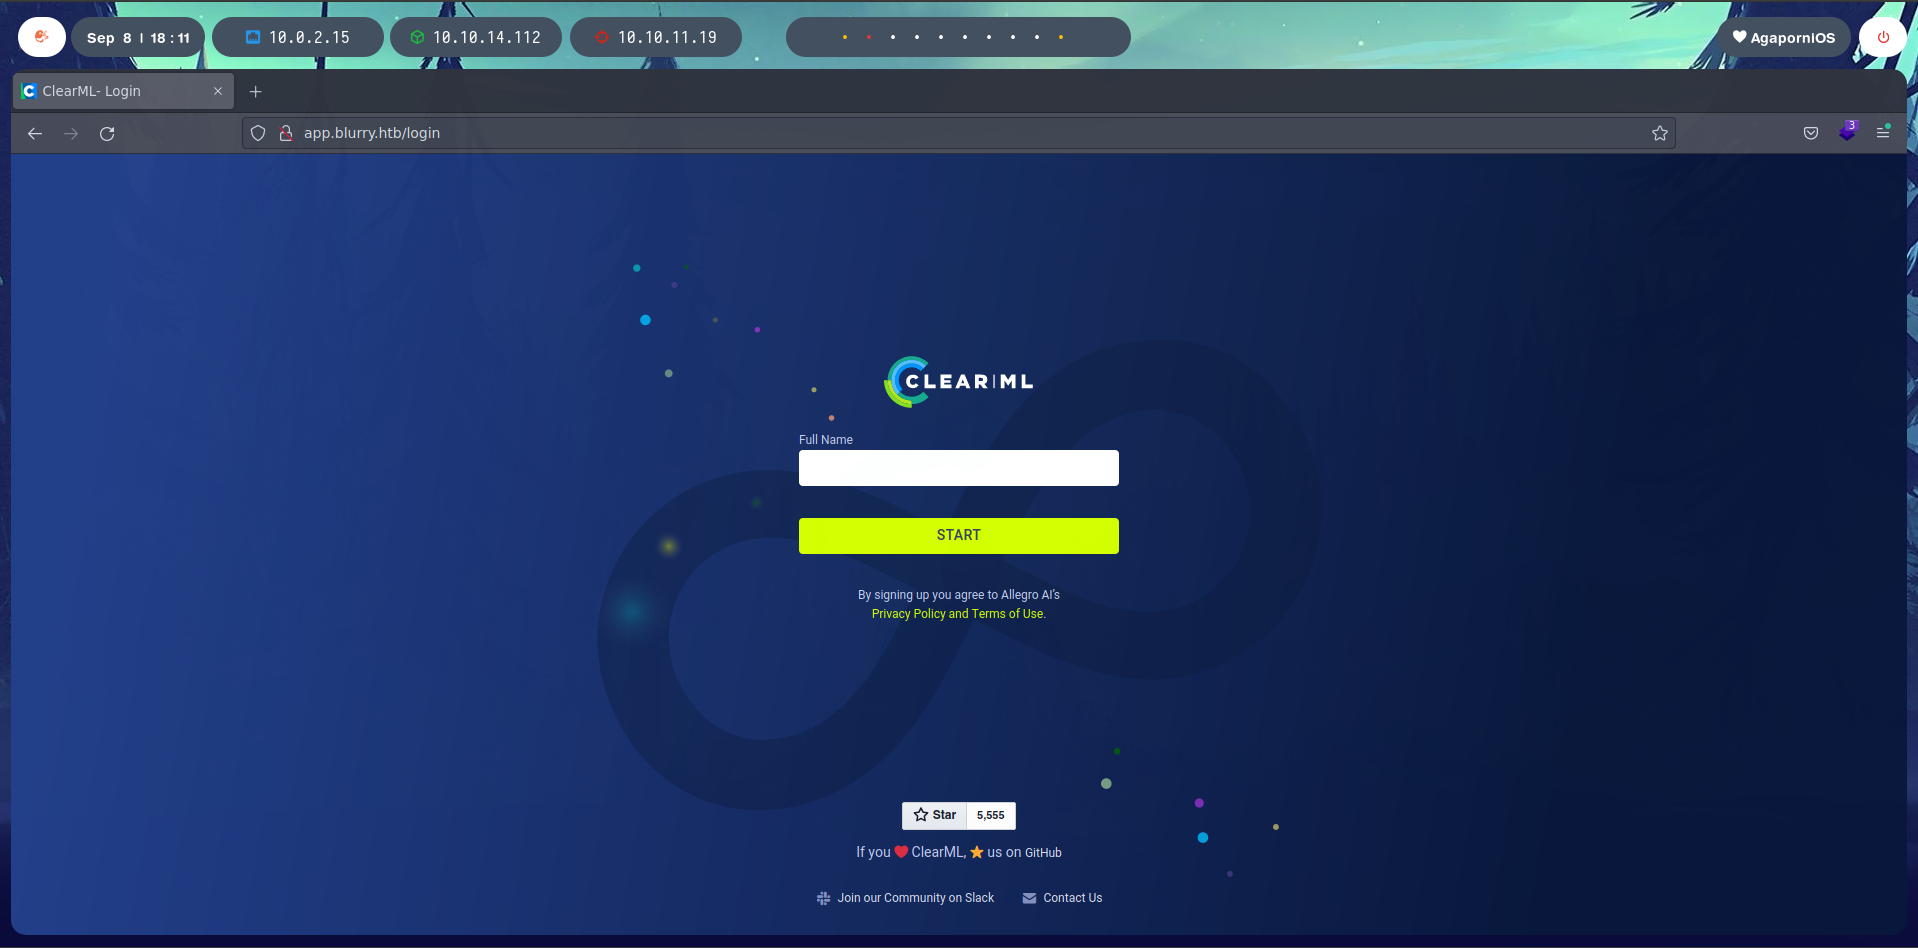 Sep 8 | 18:11
10.0.2.15
10.10.14.112
10.10.11.19
AgaporniOS
ClearML- Login
app.blurry.htb/login
3
CLEAR|ML
Full Name
START
By signing up you agree to Allegro AI's
Privacy Policy and Terms of Use.
Star 5,555
If you ❤ ClearML, ⭐ us on GitHub
Join our Community on Slack
Contact Us